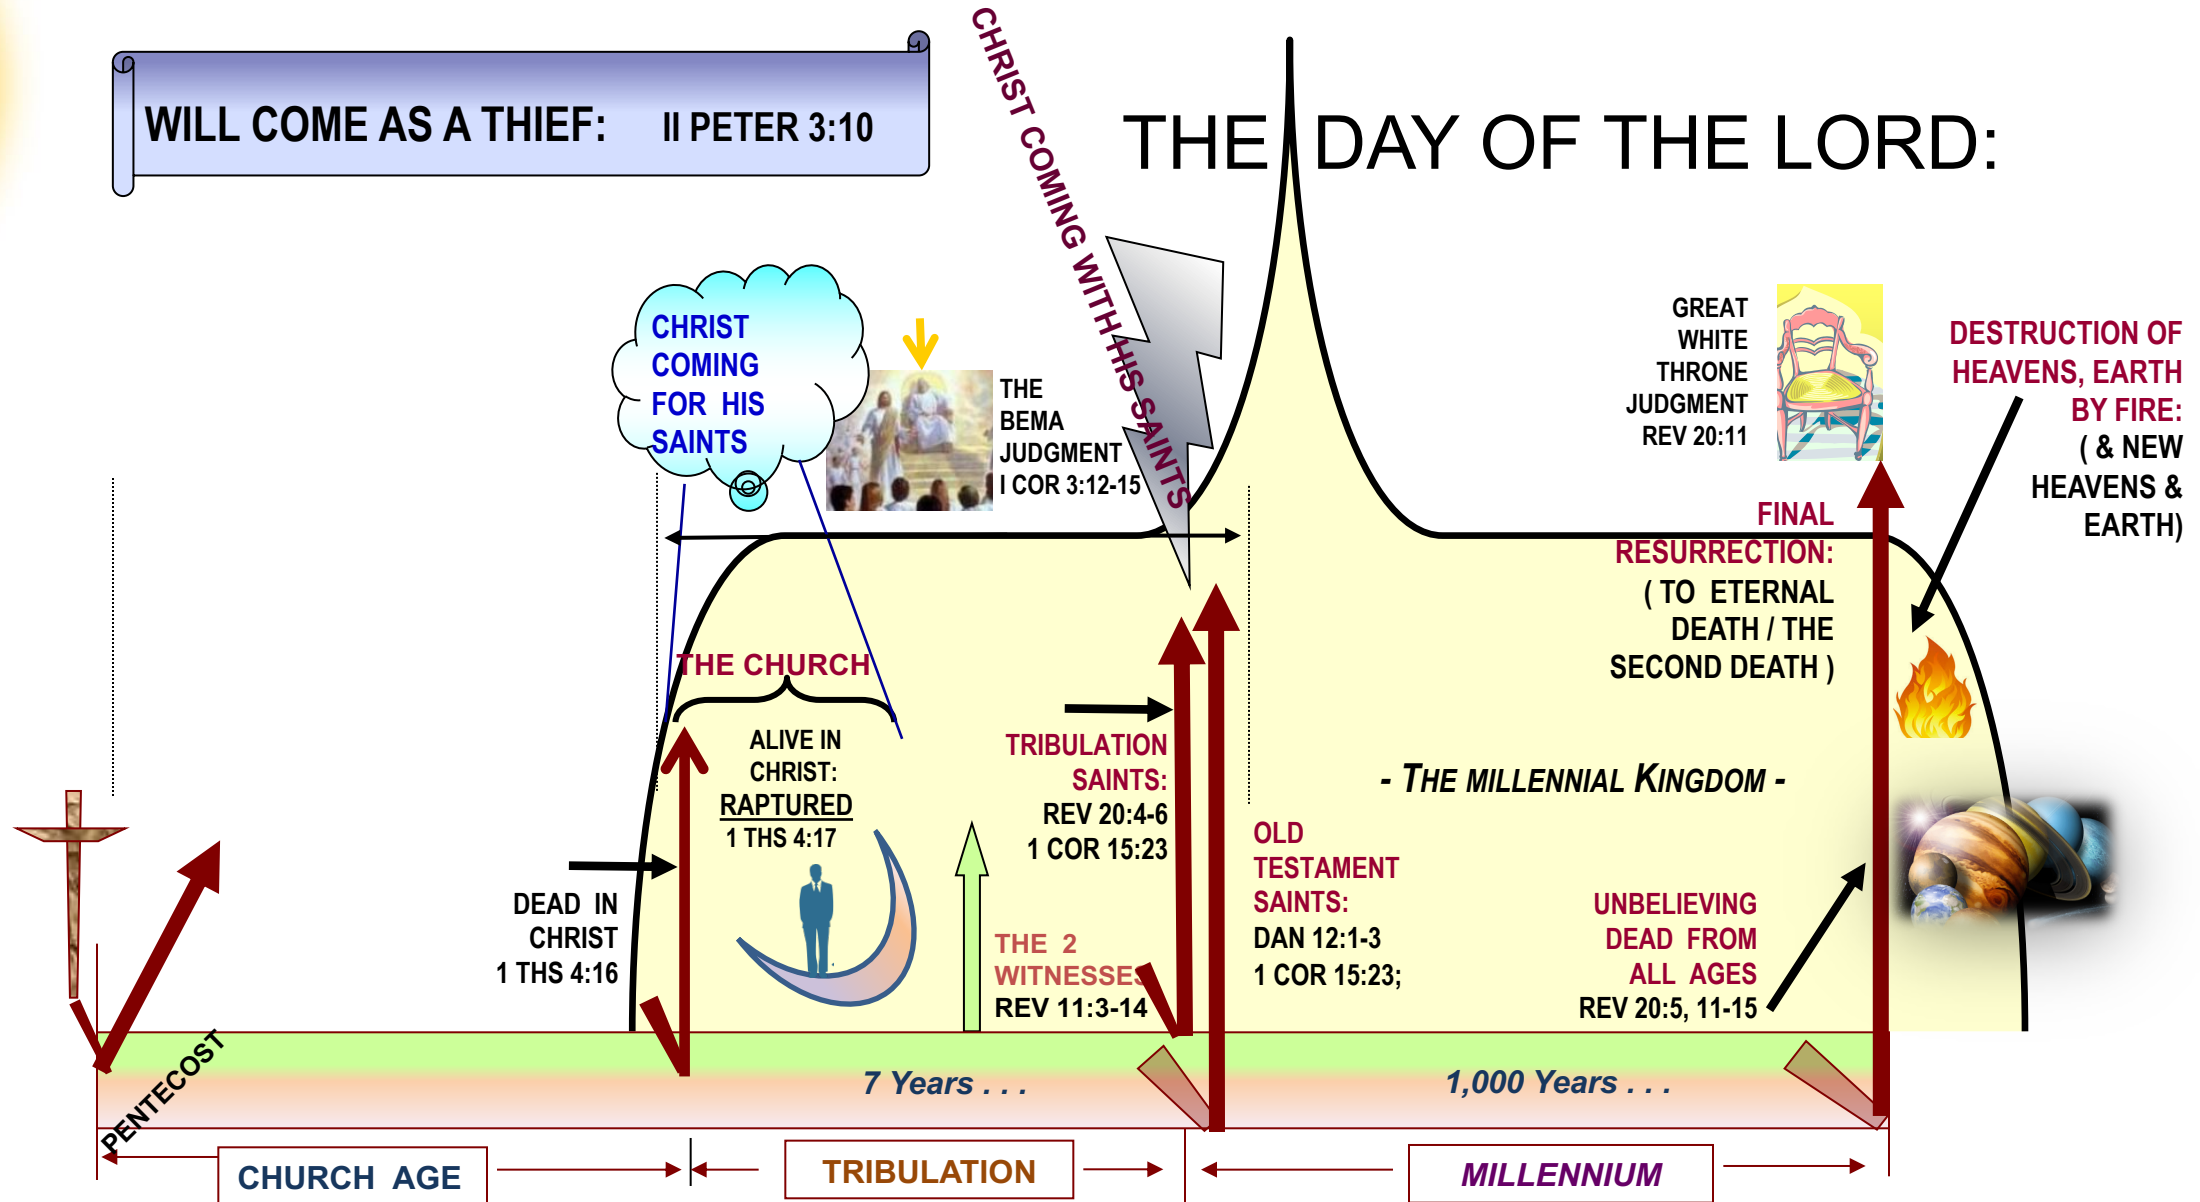 WILL COME AS A THIEF: II PETER 3:10
THE DAY OF THE LORD:
CHRIST COMING WITH HIS SAINTS
CHRIST
COMING
FOR HIS
SAINTS
THE
BEMA
JUDGMENT
I COR 3:12-15
GREAT
WHITE
THRONE
JUDGMENT
REV 20:11
DESTRUCTION OF
HEAVENS, EARTH
BY FIRE:
( & NEW
HEAVENS &
EARTH)
FINAL
RESURRECTION:
( TO ETERNAL
DEATH / THE
SECOND DEATH )
THE CHURCH
ALIVE IN
CHRIST:
RAPTURED
1 THS 4:17
DEAD IN
CHRIST
1 THS 4:16
TRIBULATION
SAINTS:
REV 20:4-6
1 COR 15:23
THE 2
WITNESSES
REV 11:3-14
OLD
TESTAMENT
SAINTS:
DAN 12:1-3
1 COR 15:23;
- THE MILLENNIAL KINGDOM -
UNBELIEVING
DEAD FROM
ALL AGES
REV 20:5, 11-15
PENTECOST
7 Years . . .
1,000 Years . . .
CHURCH AGE
TRIBULATION
MILLENNIUM